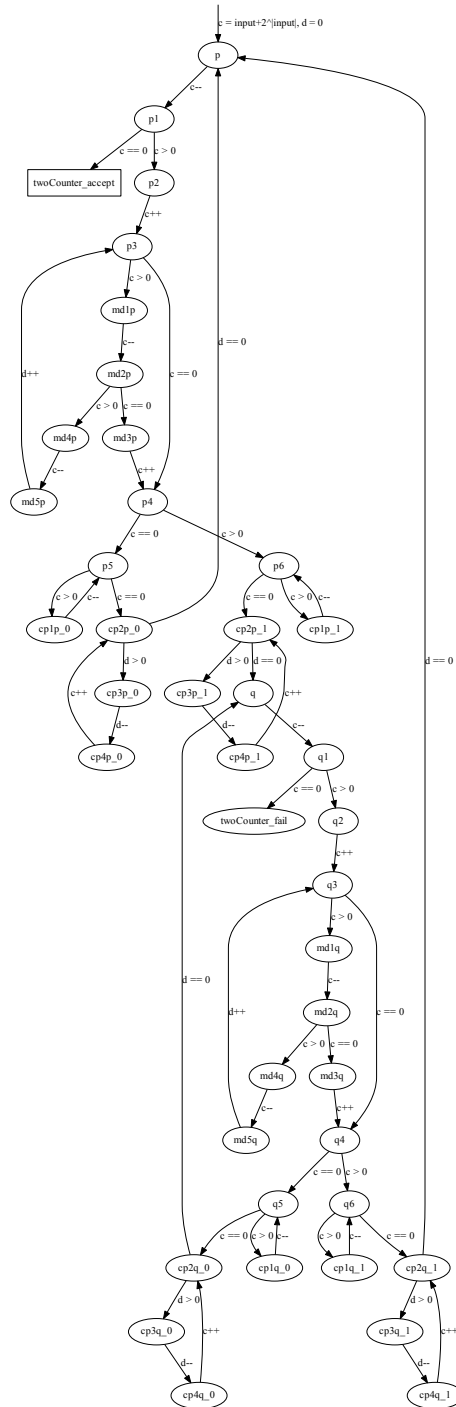 c = input+2^|input|, d = 0
p
c--
p1
c == 0
c > 0
twoCounter_accept
p2
c++
p3
c > 0
md1p
c--
d == 0
d++
md2p
c == 0
c > 0
c == 0
md4p
md3p
c--
c++
md5p
p4
c == 0
c > 0
p5
p6
c > 0
c--
c == 0
c == 0
c > 0
c--
cp1p_0
cp2p_0
cp2p_1
cp1p_1
d > 0
d > 0
d == 0
d == 0
c++
cp3p_0
cp3p_1
q
c++
d--
d--
c--
cp4p_0
cp4p_1
q1
c == 0
c > 0
twoCounter_fail
q2
c++
q3
c > 0
md1q
c--
d == 0
d++
md2q
c == 0
c > 0
c == 0
md4q
md3q
c--
c++
md5q
q4
c == 0
c > 0
q5
q6
c == 0
c > 0
c--
c > 0
c--
c == 0
cp2q_0
cp1q_0
cp1q_1
cp2q_1
d > 0
d > 0
cp3q_0
c++
cp3q_1
c++
d--
d--
cp4q_0
cp4q_1